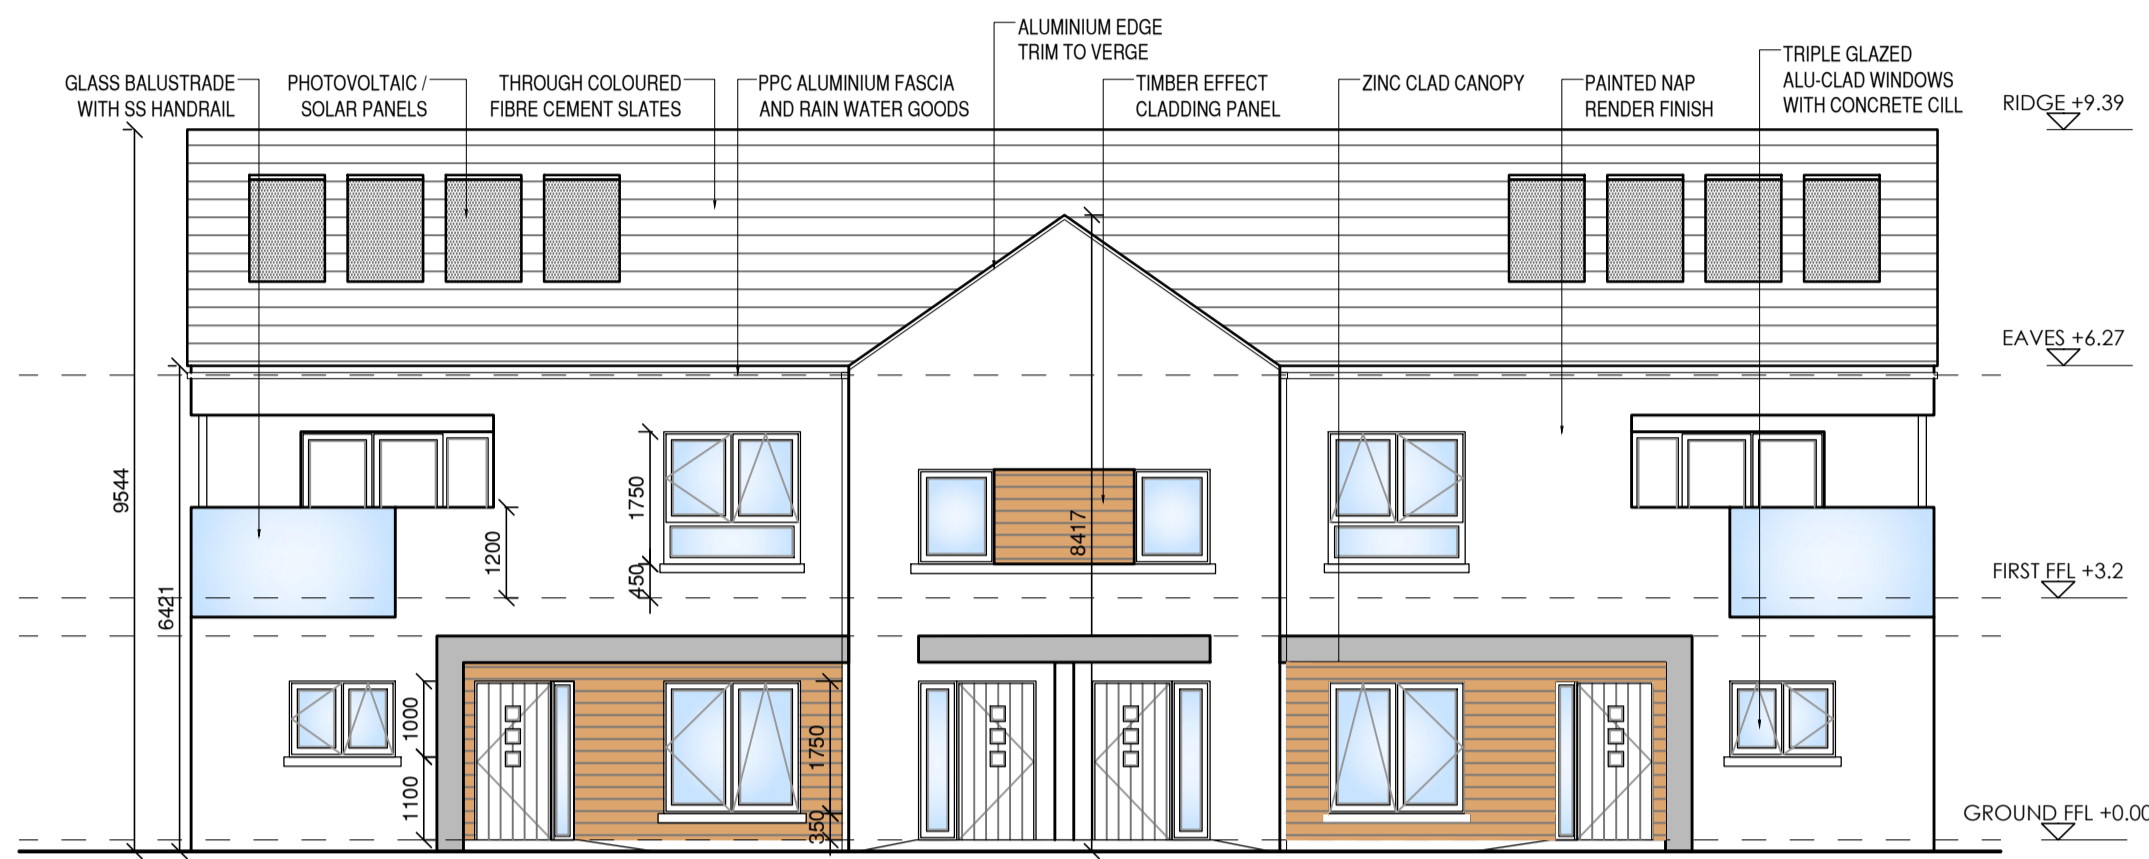 ALUMINIUM EDGE
TRIM TO VERGE
GLASS BALUSTRADE
WITH SS HANDRAIL
PHOTOVOLTAIC /
SOLAR PANELS
THROUGH COLOURED
FIBRE CEMENT SLATES
PPC ALUMINIUM FASCIA
AND RAIN WATER GOODS
TIMBER EFFECT
CLADDING PANEL
ZINC CLAD CANOPY
PAINTED NAP
RENDER FINISH
TRIPLE GLAZED
ALU-CLAD WINDOWS
WITH CONCRETE CILL
RIDGE +9.39
EAVES +6.27
FIRST FFL +3.2
GROUND FFL +0.00
9544
6421
1200
1750
450
8417
1000
1100
1750
350